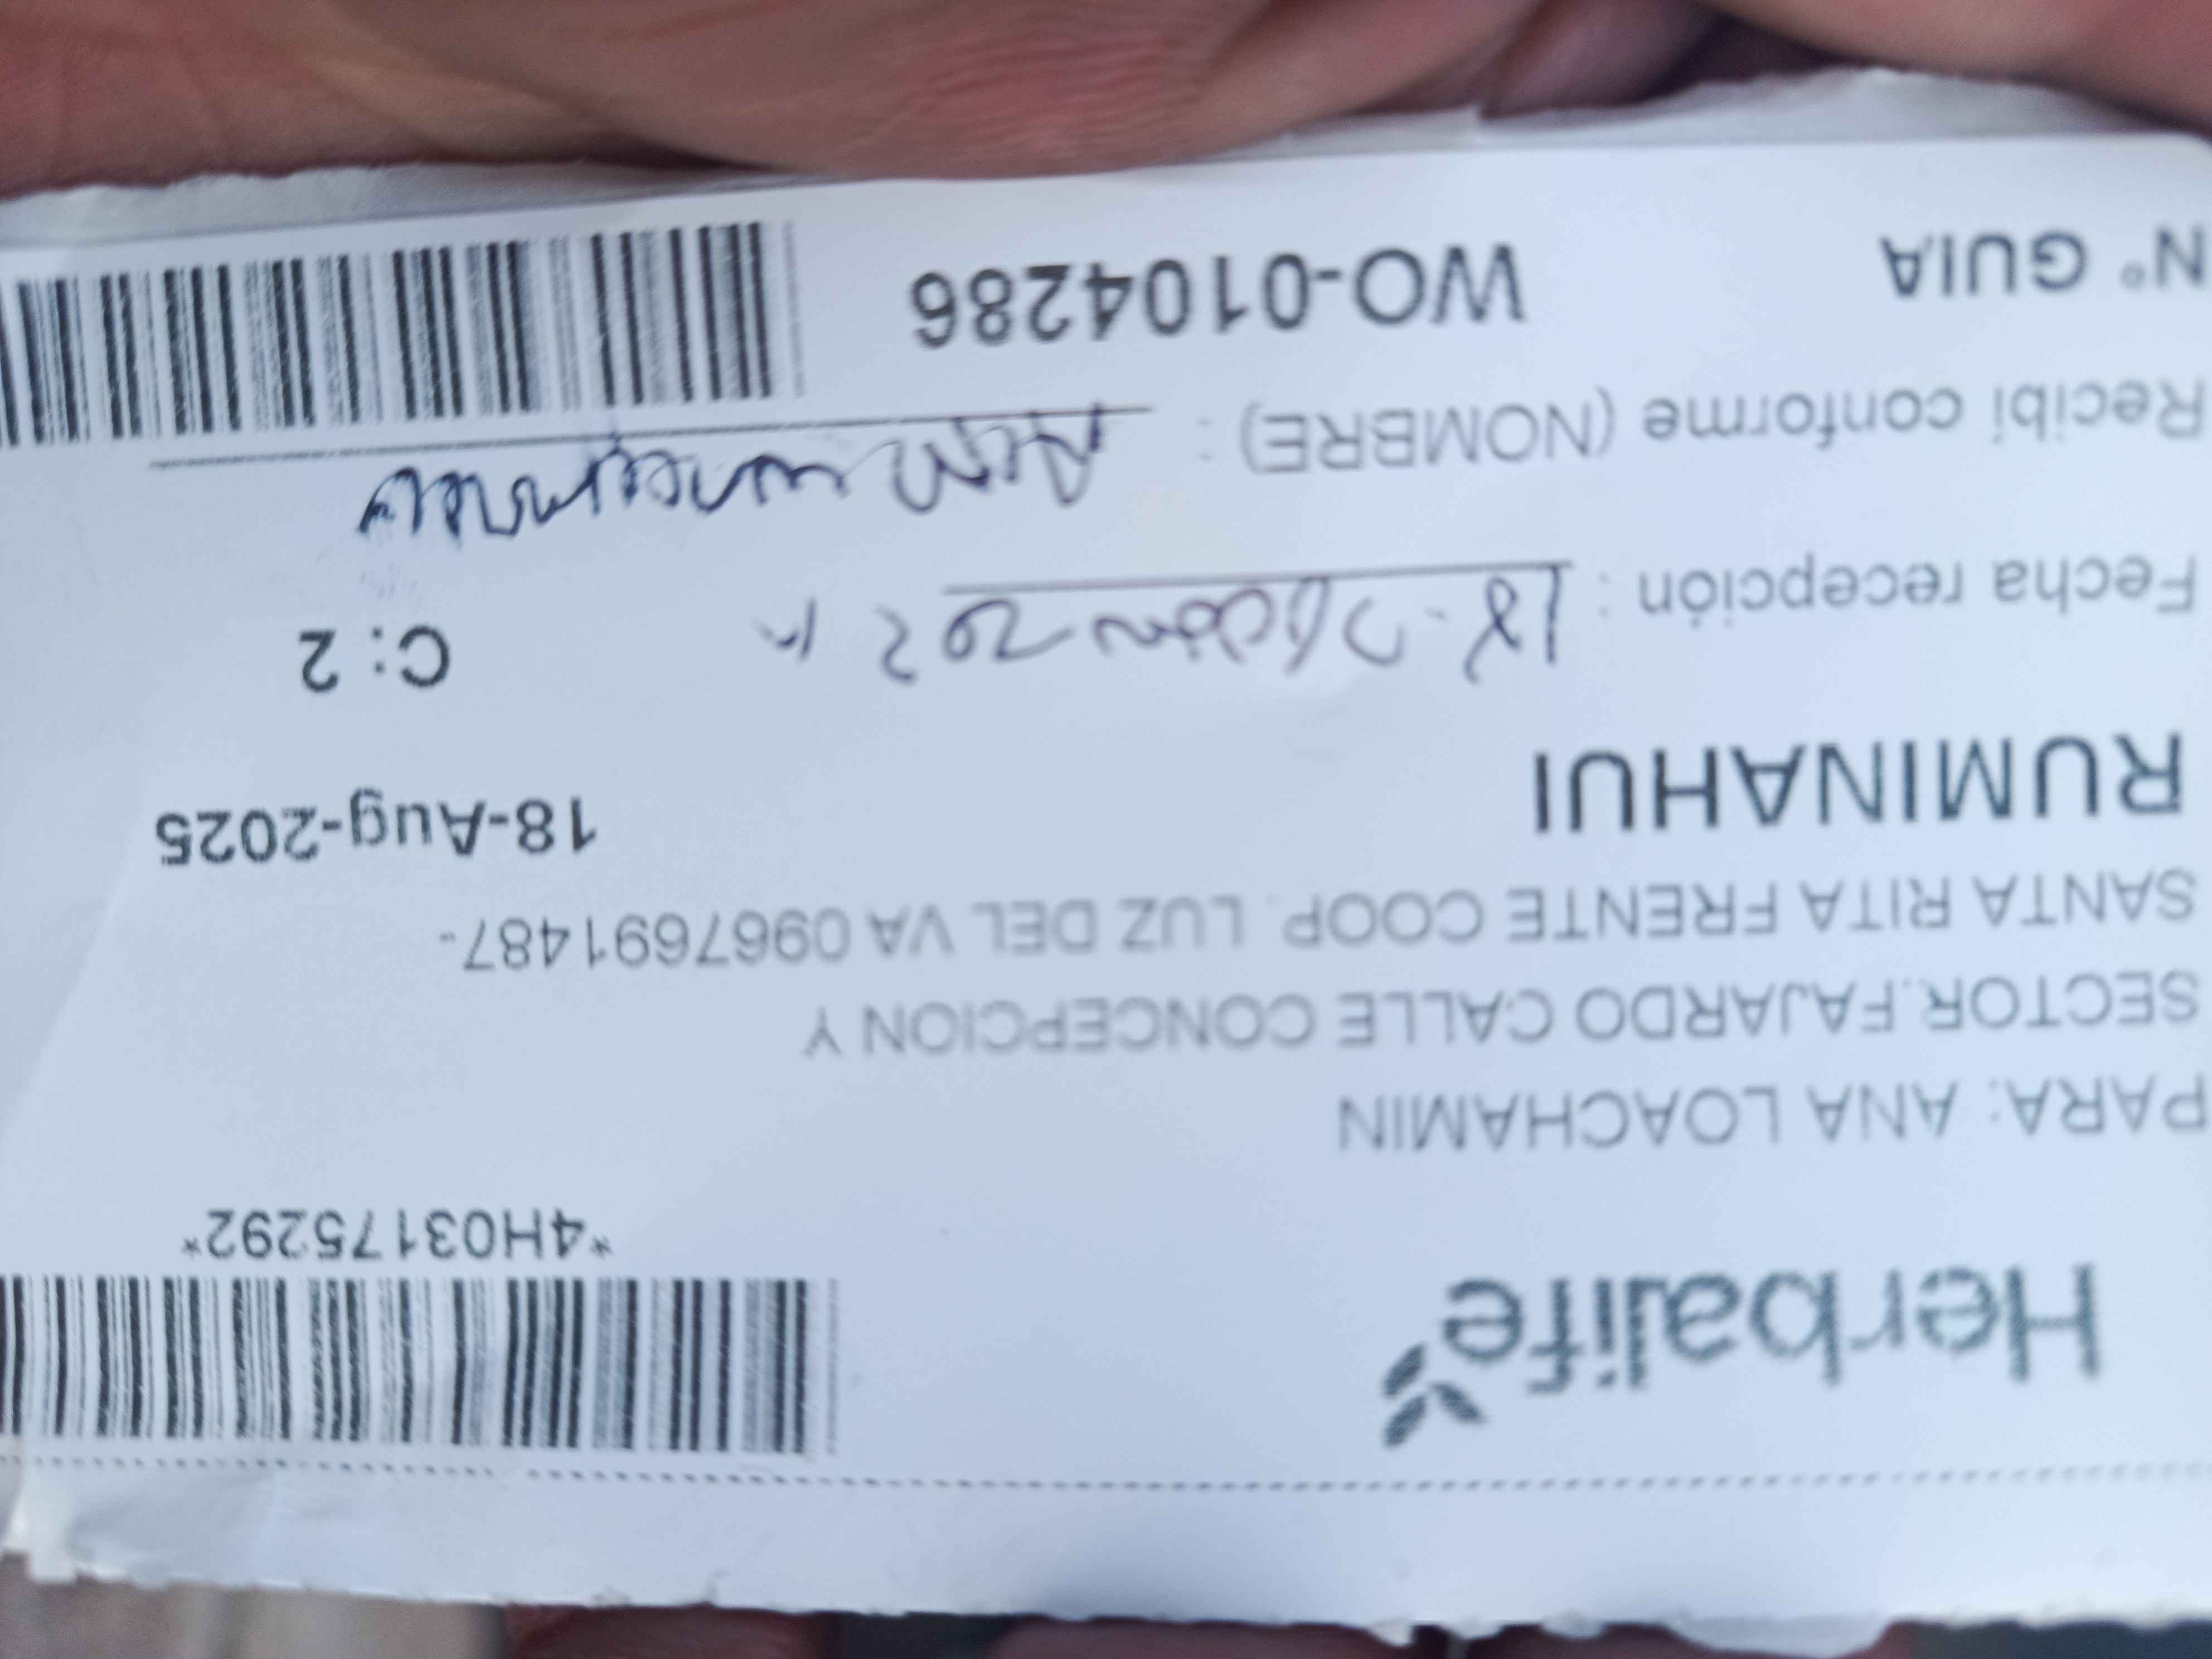 Herbalife
*4H03175292*
PARA: ANA LOACHAMIN
SECTOR.FAJARDO CALLE CONCEPCION Y
SANTA RITA FRENTE COOP. LUZ DEL VA 0967691487-
RUMINAHUI 18-Aug-2025
Fecha recepción : 18 C: 2
Recibí conforme (NOMBRE) :
N° GUIA WO-0104286